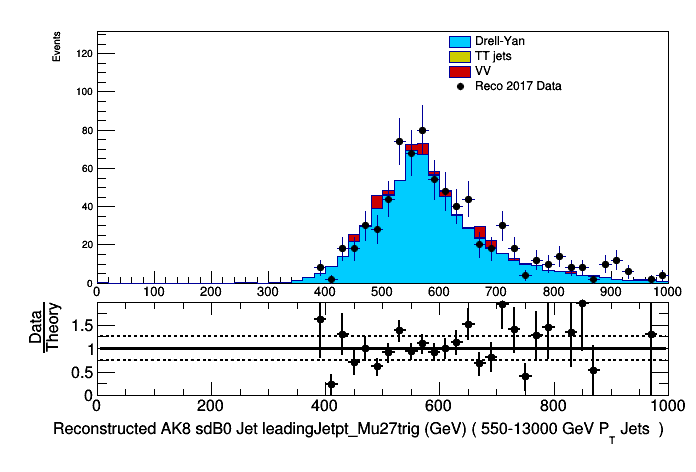 Events
120
100
80
60
40
20
0
Drell-Yan
TT jets
VV
Reco 2017 Data
0 100 200 300 400 500 600 700 800 900 1000
Data
Theory
1.5
1
0.5
0
0 200 400 600 800 1000
Reconstructed AK8 sdB0 Jet leadingJetpt_Mu27trig (GeV) ( 550-13000 GeV P_T Jets )